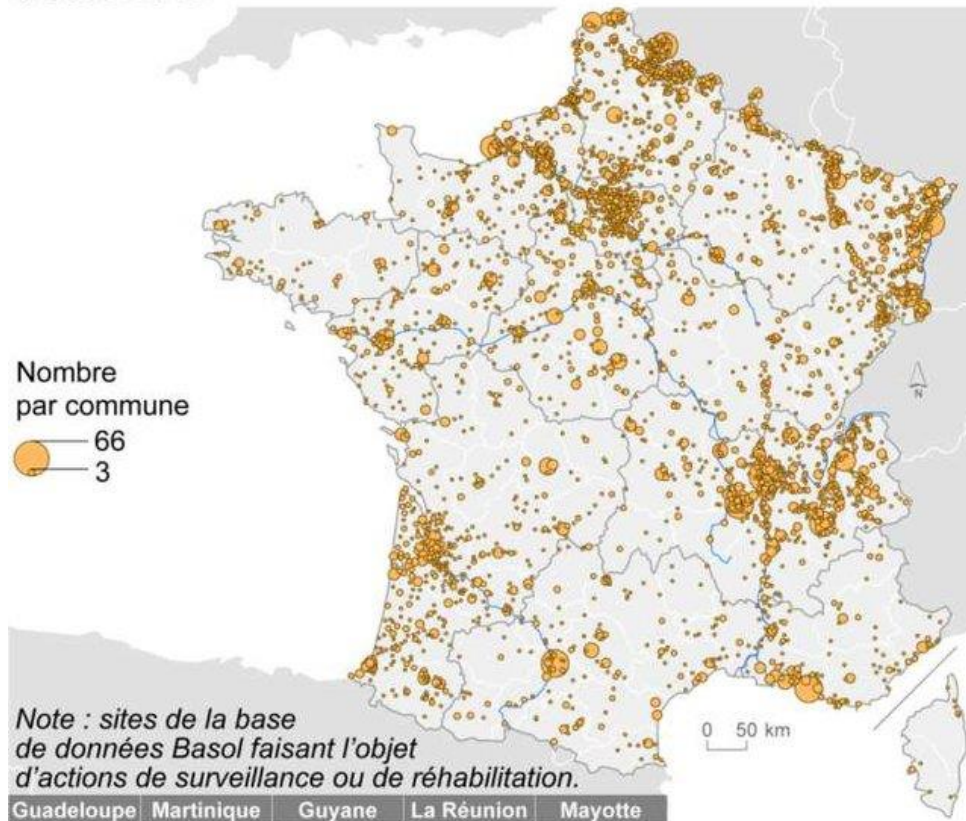 Nombre
par commune
66
3
N
0 50 km
Note : sites de la base
de données Basol faisant l'objet
d'actions de surveillance ou de réhabilitation.
Guadeloupe Martinique Guyane La Réunion Mayotte